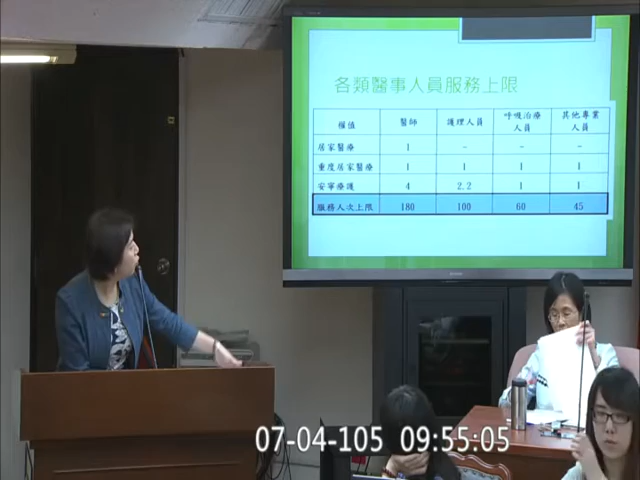 各類醫事人員服務上限
權值 醫師 護理人員 呼吸治療人員 其他專業人員
居家醫療 1 - - -
重度居家醫療 1 1 1 1
安寧療護 4 2.2 1 1
服務人次上限 180 100 60 45
07-04-105 09:55:05